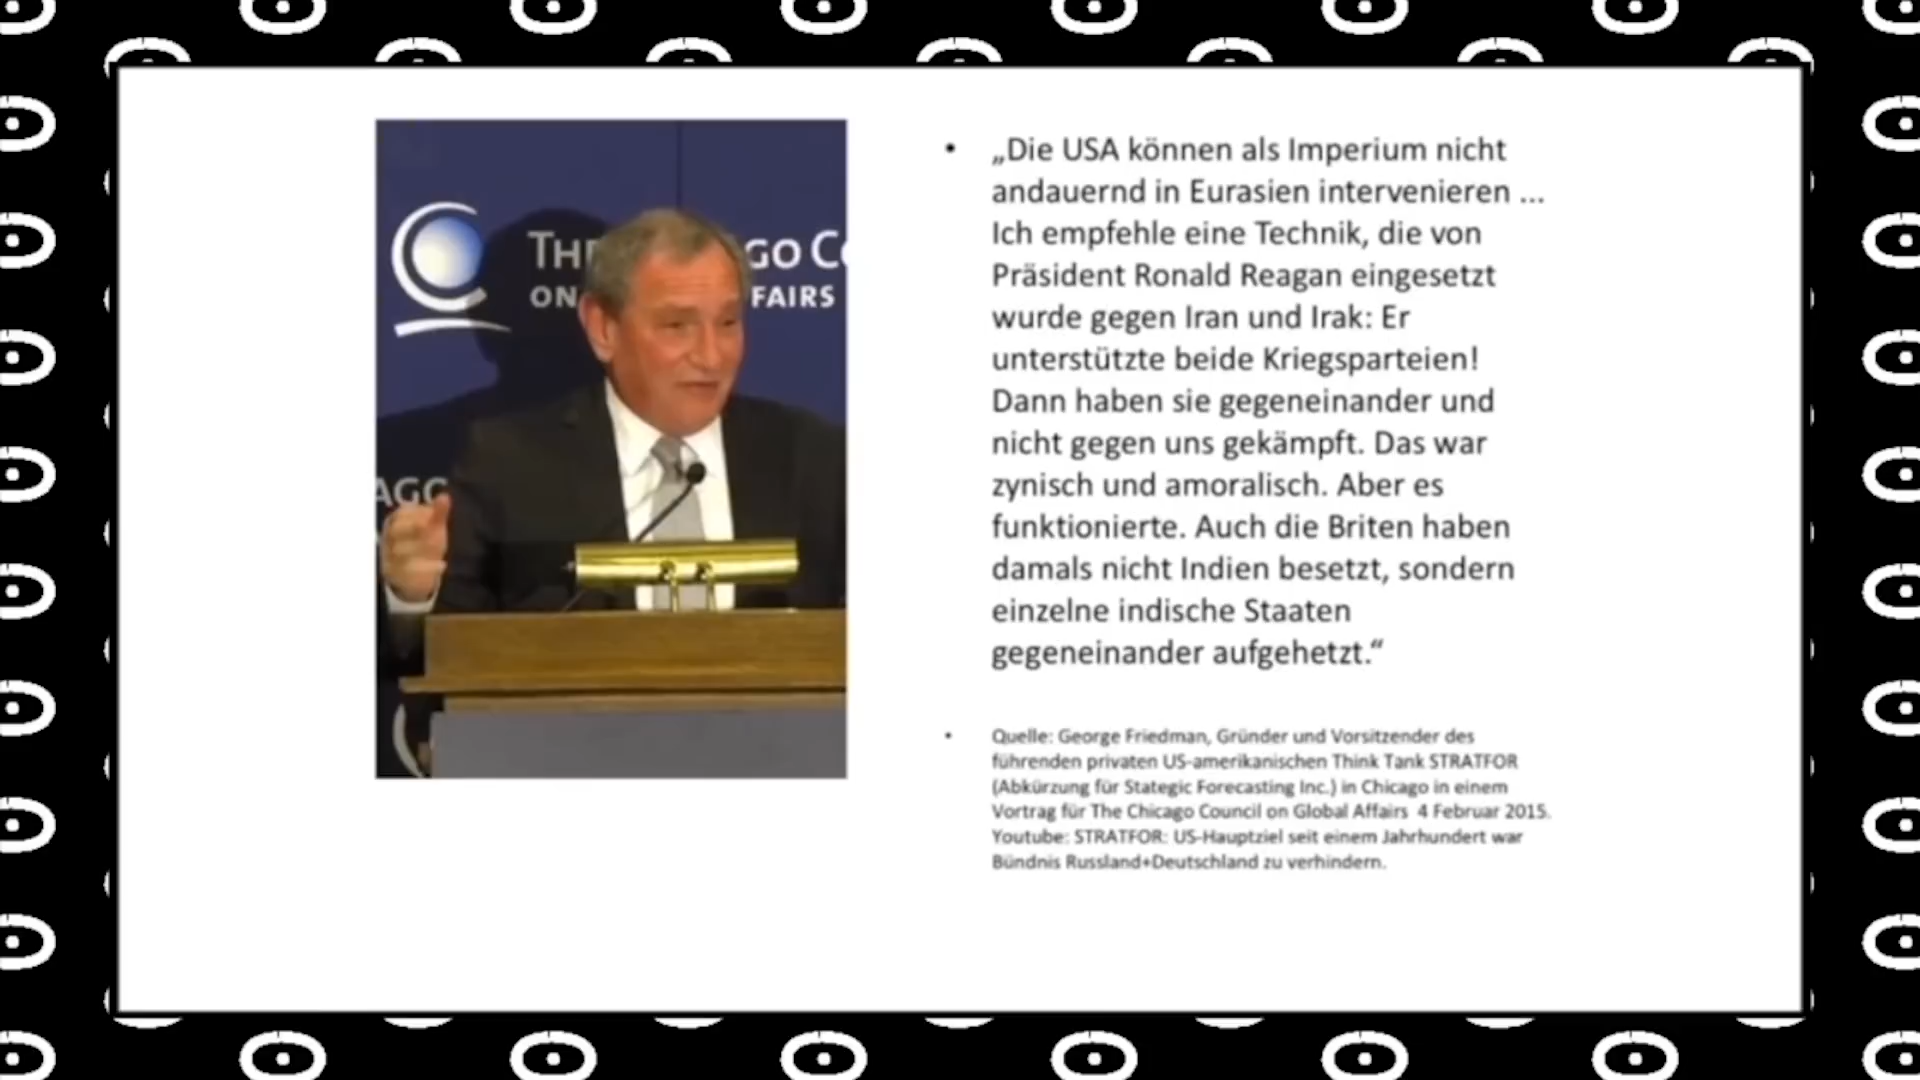 THE
GO C
ON
FAIRS
AGO
• „Die USA können als Imperium nicht
andauernd in Eurasien intervenieren ...
Ich empfehle eine Technik, die von
Präsident Ronald Reagan eingesetzt
wurde gegen Iran und Irak: Er
unterstützte beide Kriegsparteien!
Dann haben sie gegeneinander und
nicht gegen uns gekämpft. Das war
zynisch und amoralisch. Aber es
funktionierte. Auch die Briten haben
damals nicht Indien besetzt, sondern
einzelne indische Staaten
gegeneinander aufgehetzt.“
• Quelle: George Friedman, Gründer und Vorsitzender des
führenden privaten US-amerikanischen Think Tank STRATFOR
(Abkürzung für Stategic Forecasting Inc.) in Chicago in einem
Vortrag für The Chicago Council on Global Affairs 4 Februar 2015.
Youtube: STRATFOR: US-Hauptziel seit einem Jahrhundert war
Bündnis Russland+Deutschland zu verhindern.